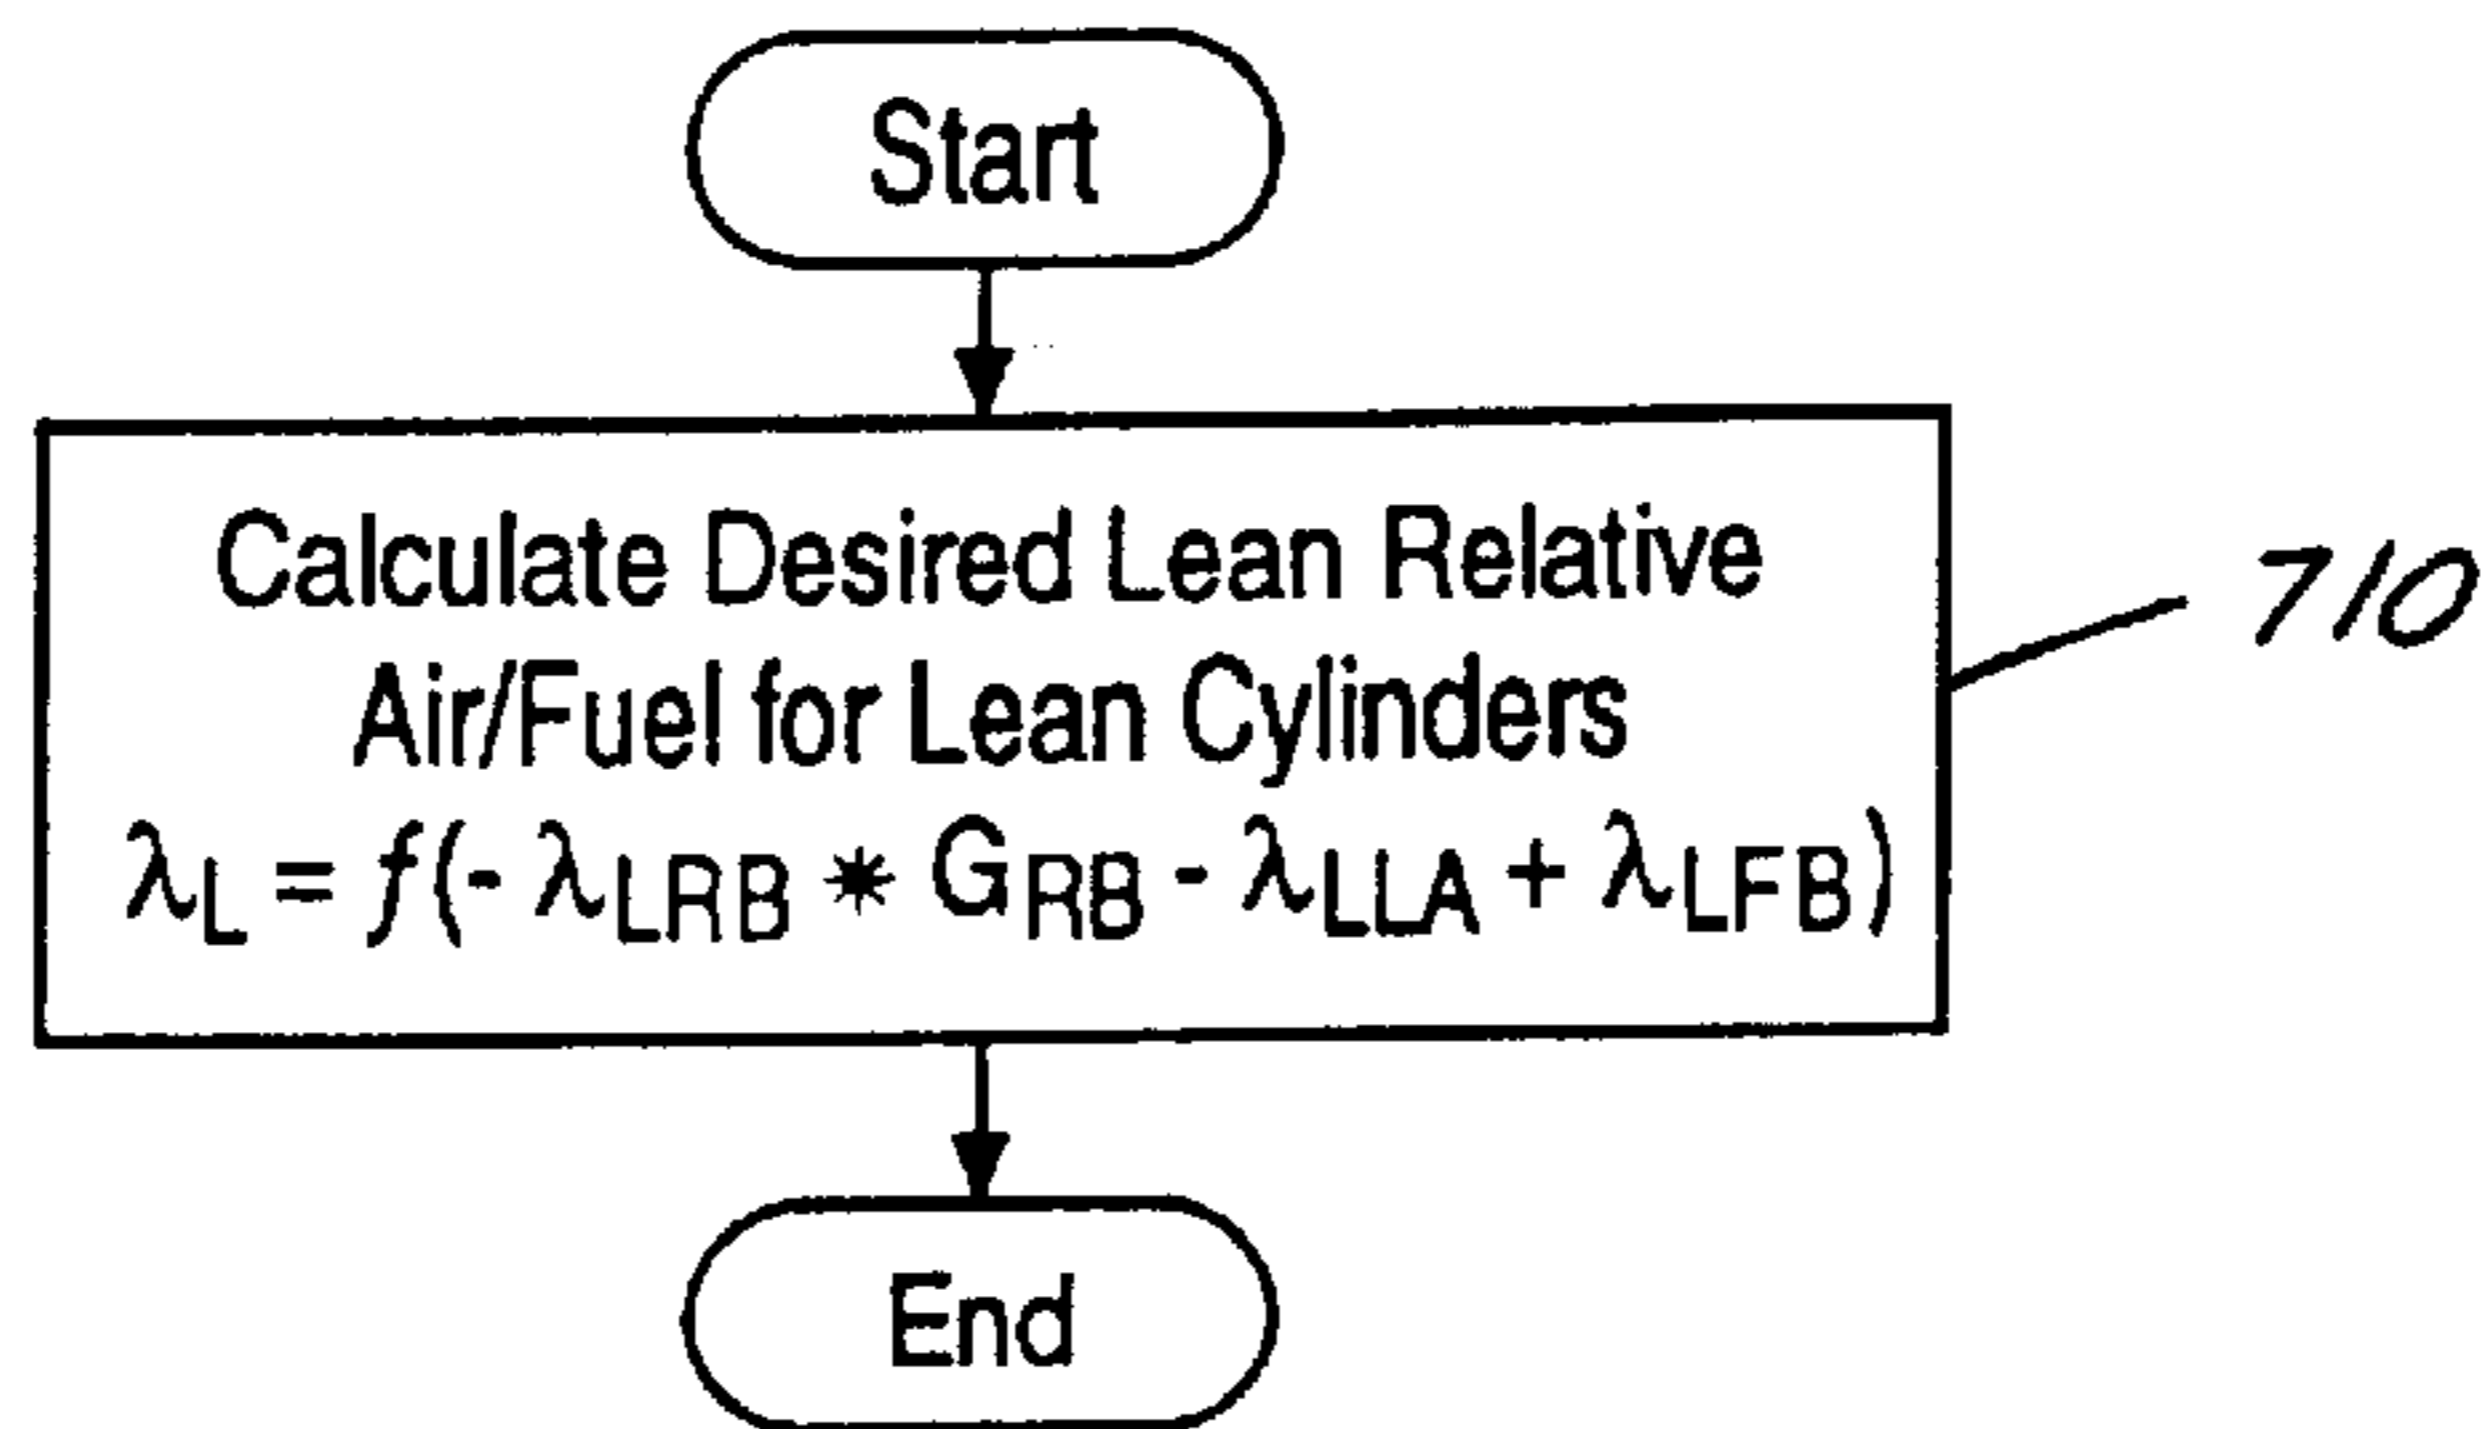 Start
Calculate Desired Lean Relative
Air/Fuel for Lean Cylinders
λL = f(- λLRB * GRB - λLLA + λLFB)
710
End